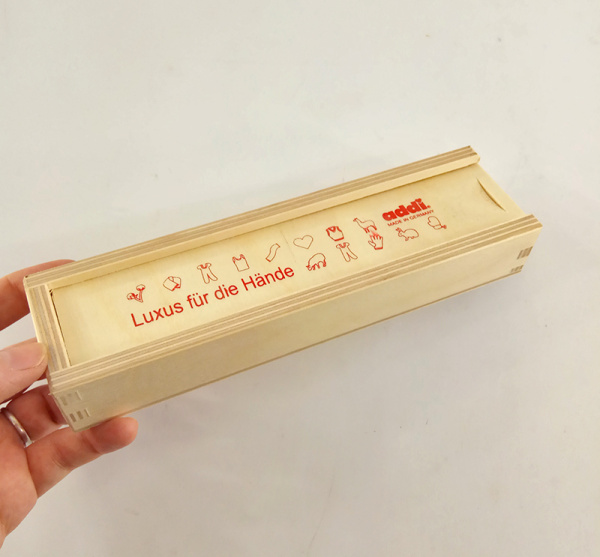 addi
MADE IN GERMANY
Luxus für die Hände